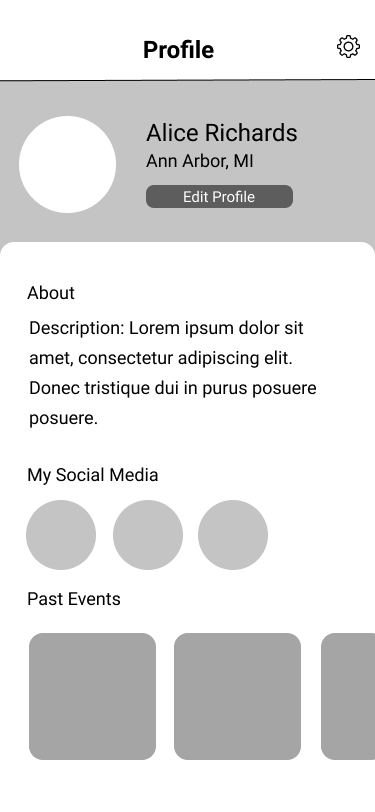 Profile
Alice Richards
Ann Arbor, MI
Edit Profile
About
Description: Lorem ipsum dolor sit
amet, consectetur adipiscing elit.
Donec tristique dui in purus posuere
posuere.
My Social Media
Past Events